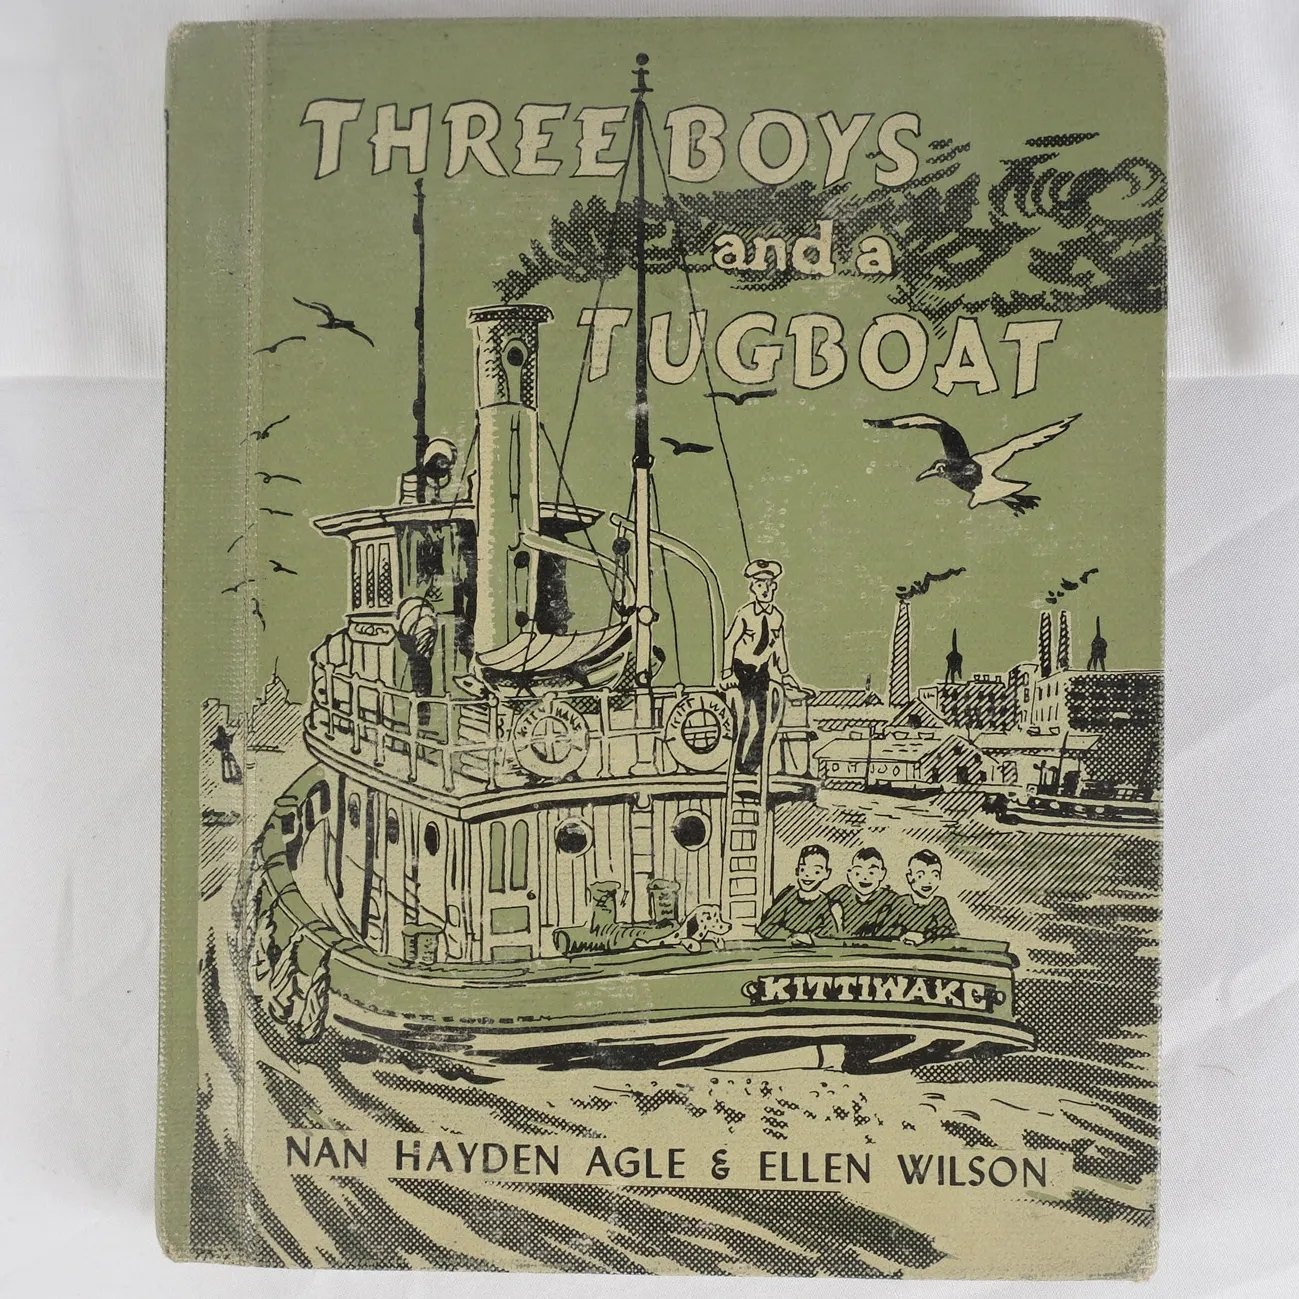 THREE BOYS
and a
TUGBOAT
KITTIWAKE
NAN HAYDEN AGLE & ELLEN WILSON